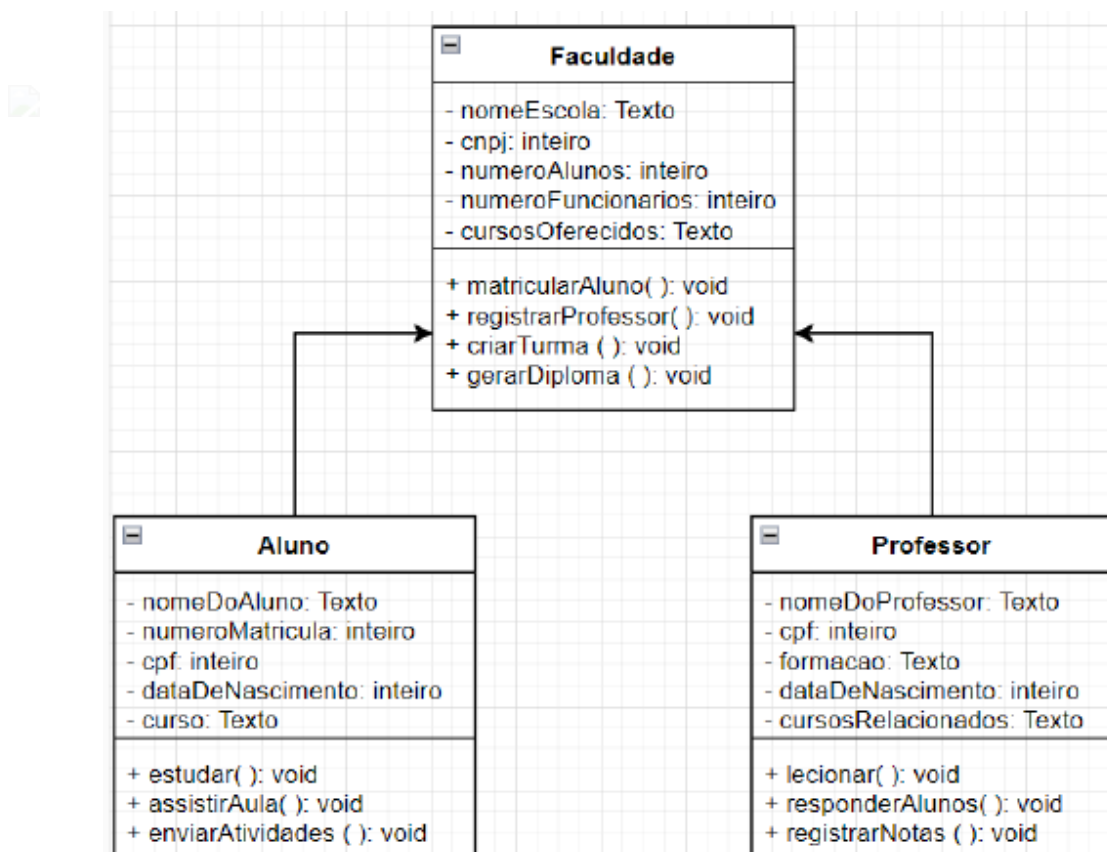 Faculdade
- nomeEscola: Texto
- cnpj: inteiro
- numeroAlunos: inteiro
- numeroFuncionarios: inteiro
- cursosOferecidos: Texto
+ matricularAluno( ): void
+ registrarProfessor( ): void
+ criarTurma ( ): void
+ gerarDiploma ( ): void
Aluno
- nomeDoAluno: Texto
- numeroMatricula: inteiro
- cpf: inteiro
- dataDeNascimento: inteiro
- curso: Texto
+ estudar( ): void
+ assistirAula( ): void
+ enviarAtividades ( ): void
Professor
- nomeDoProfessor: Texto
- cpf: inteiro
- formacao: Texto
- dataDeNascimento: inteiro
- cursosRelacionados: Texto
+ lecionar( ): void
+ responderAlunos( ): void
+ registrarNotas ( ): void